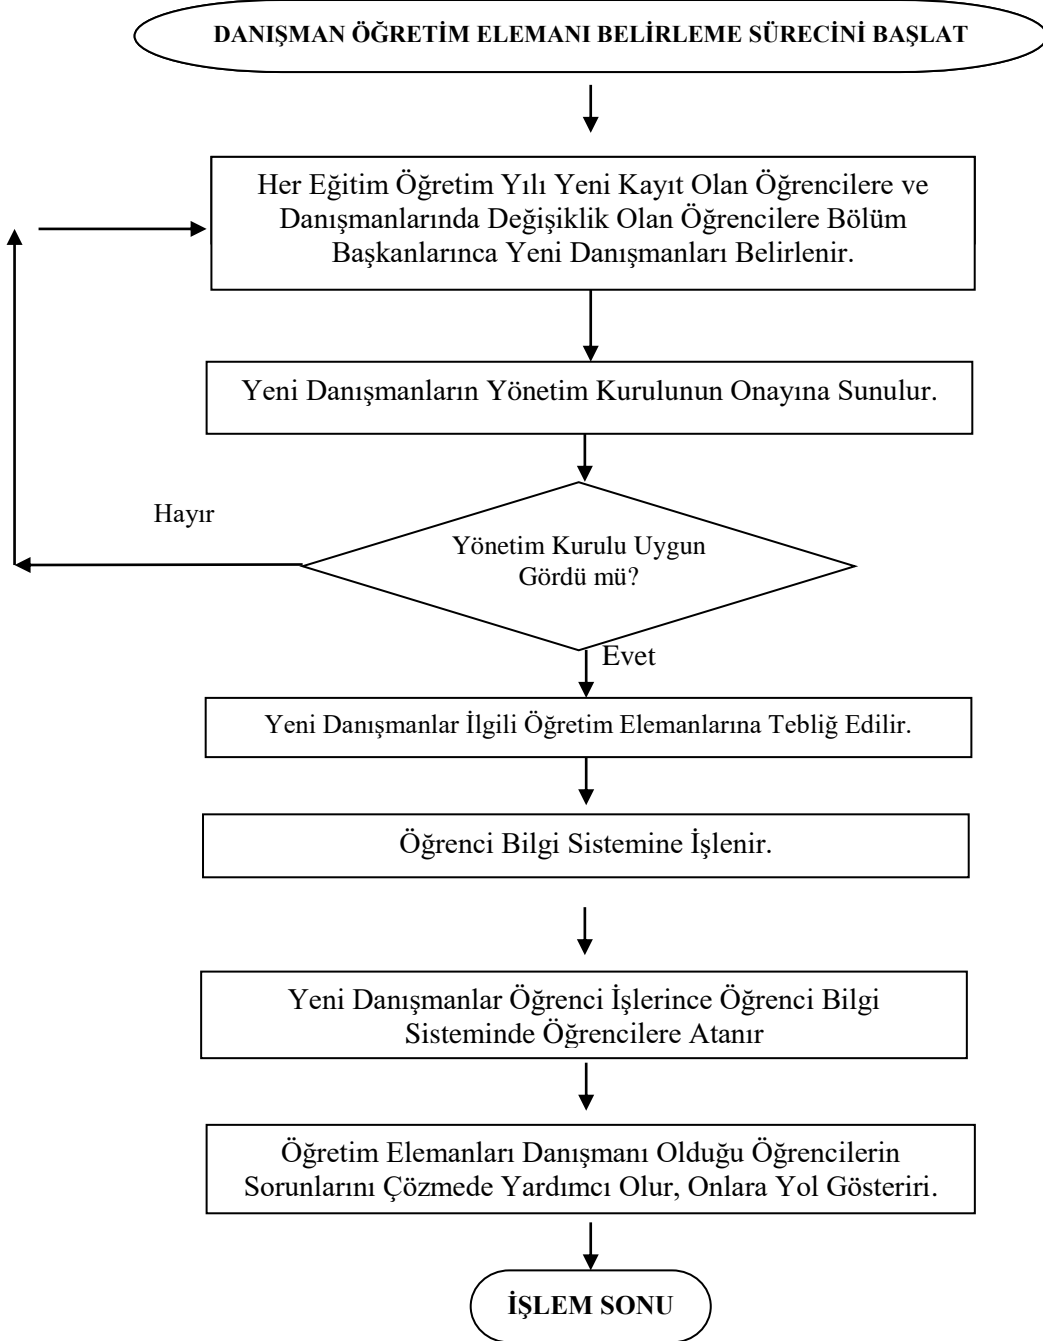 DANIŞMAN ÖĞRETİM ELEMANI BELİRLEME SÜRECİNİ BAŞLAT
Her Eğitim Öğretim Yılı Yeni Kayıt Olan Öğrencilere ve
Danışmanlarında Değişiklik Olan Öğrencilere Bölüm
Başkanlarınca Yeni Danışmanları Belirlenir.
Yeni Danışmanların Yönetim Kurulunun Onayına Sunulur.
Hayır
Yönetim Kurulu Uygun
Gördü mü?
Evet
Yeni Danışmanlar İlgili Öğretim Elemanlarına Tebliğ Edilir.
Öğrenci Bilgi Sistemine İşlenir.
Yeni Danışmanlar Öğrenci İşlerince Öğrenci Bilgi
Sisteminde Öğrencilere Atanır
Öğretim Elemanları Danışmanı Olduğu Öğrencilerin
Sorunlarını Çözmede Yardımcı Olur, Onlara Yol Gösteriri.
İŞLEM SONU